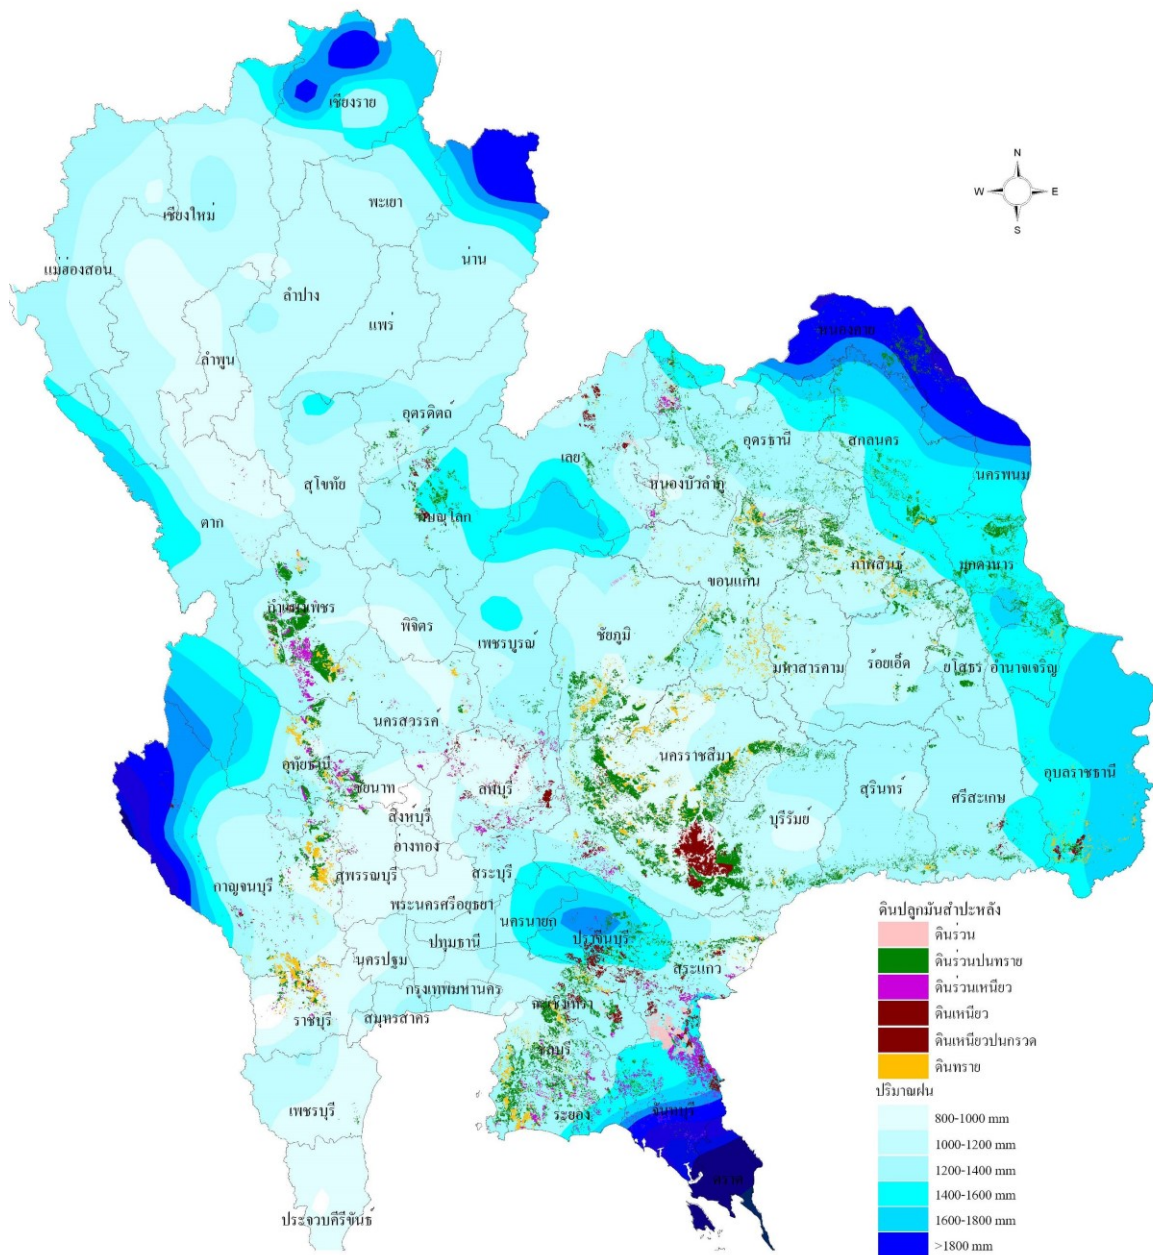 เชียงราย
N
W E
S
พะเยา
เชียงใหม่
น่าน
แม่ฮ่องสอน
ลำปาง
แพร่
หนองคาย
ลำพูน
อุตรดิตถ์
อุดรธานี
สกลนคร
เลย
นครพนม
สุโขทัย
หนองบัวลำภู
พิษณุโลก
ตาก
กาฬสินธุ์
มุกดาหาร
ขอนแก่น
กำแพงเพชร
พิจิตร
เพชรบูรณ์
ชัยภูมิ
มหาสารคาม
ร้อยเอ็ด
ยโสธร
อำนาจเจริญ
นครสวรรค์
นครราชสีมา
อุทัยธานี
ชัยนาท
ลพบุรี
สุรินทร์
อุบลราชธานี
ศรีสะเกษ
สิงห์บุรี
บุรีรัมย์
อ่างทอง
สุพรรณบุรี
สระบุรี
กาญจนบุรี
พระนครศรีอยุธยา
นครนายก
ปทุมธานี
ปราจีนบุรี
นครปฐม
สระแก้ว
กรุงเทพมหานคร
ฉะเชิงเทรา
ราชบุรี
สมุทรสาคร
ชลบุรี
เพชรบุรี
ระยอง
จันทบุรี
ตราด
ประจวบคีรีขันธ์
ดินปลูกมันสำปะหลัง
ดินร่วน
ดินร่วนปนทราย
ดินร่วนเหนียว
ดินเหนียว
ดินเหนียวปนกรวด
ดินทราย
ปริมาณฝน
800-1000 mm
1000-1200 mm
1200-1400 mm
1400-1600 mm
1600-1800 mm
>1800 mm